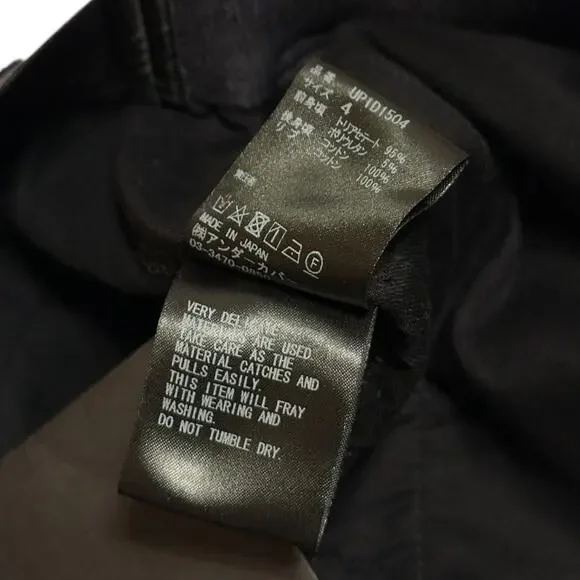 品番 UP1D1504
サイズ 4
前身頃 トリアセテート 95%
ポリウレタン 5%
後身頃 コットン 100%
リブ コットン 100%
MADE IN JAPAN
㈱アンダーカバー
03-3470-
VERY DELICATE
MATERIALS ARE USED.
TAKE CARE AS THE
MATERIAL CATCHES AND
PULLS EASILY.
THIS ITEM WILL FRAY
WITH WEARING AND
WASHING.
DO NOT TUMBLE DRY.